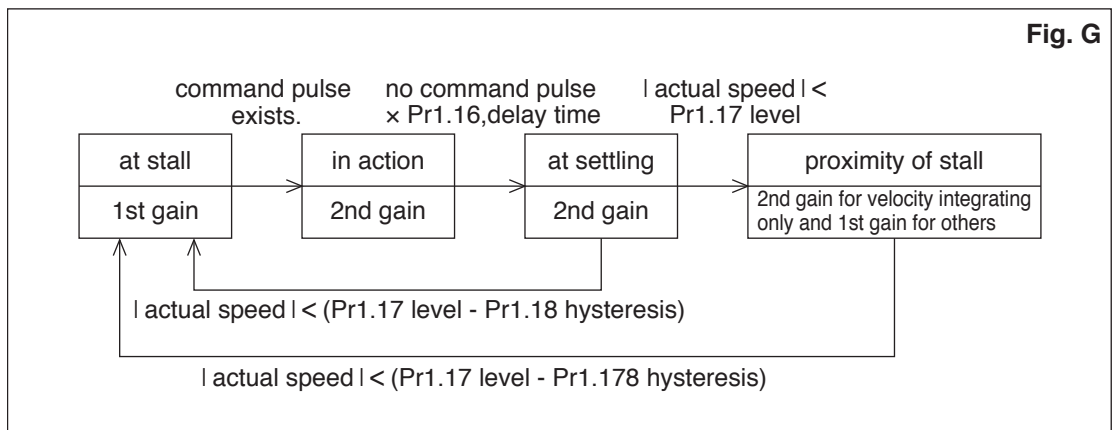 Fig. G
command pulse
exists.
no command pulse
× Pr1.16,delay time
| actual speed | <
Pr1.17 level
at stall
1st gain
in action
2nd gain
at settling
2nd gain
proximity of stall
2nd gain for velocity integrating
only and 1st gain for others
| actual speed | < (Pr1.17 level - Pr1.18 hysteresis)
| actual speed | < (Pr1.17 level - Pr1.178 hysteresis)